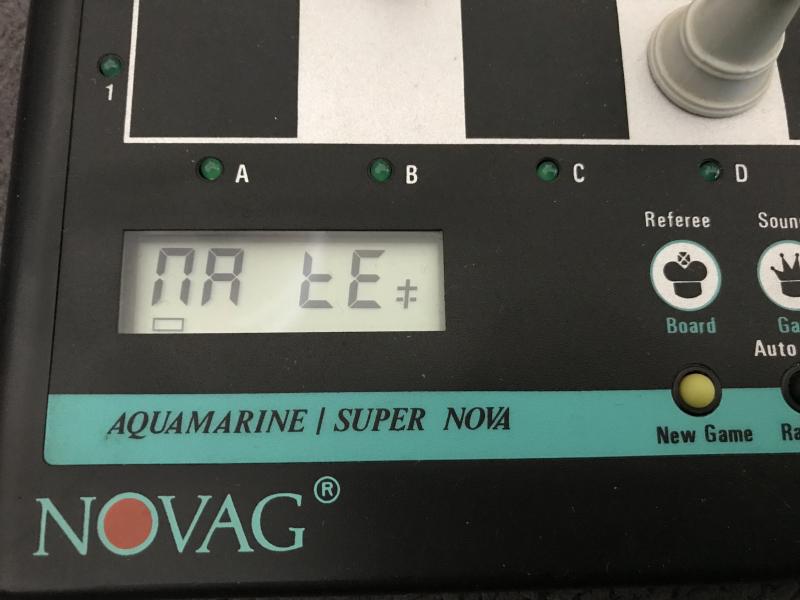 1
A B C D
Referee
MA tE‡
Board
AQUAMARINE / SUPER NOVA
New Game
NOVAG®